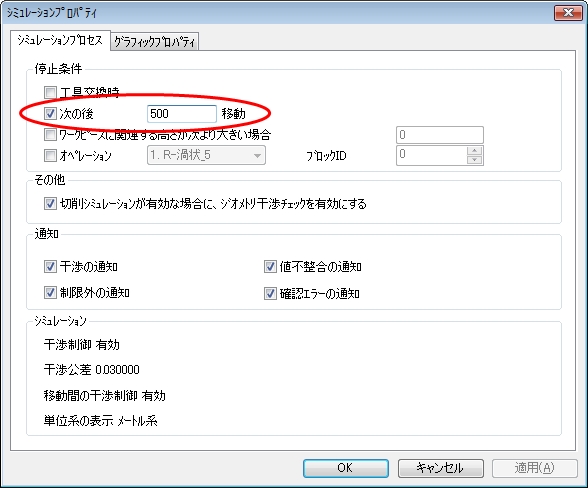 シミュレーションプロパティ
シミュレーションプロセス グラフィックプロパティ
停止条件
工具交換時
次の後 500 移動
ワークピースに関連する高さが次より大きい場合 0
オペレーション 1. R-渦状_5 ブロックID 0
その他
切削シミュレーションが有効な場合に、ジオメトリ干渉チェックを有効にする
通知
干渉の通知 値不整合の通知
制限外の通知 確認エラーの通知
シミュレーション
干渉制御 有効
干渉公差 0.030000
移動間の干渉制御 有効
単位系の表示 メートル系
OK キャンセル 適用(A)